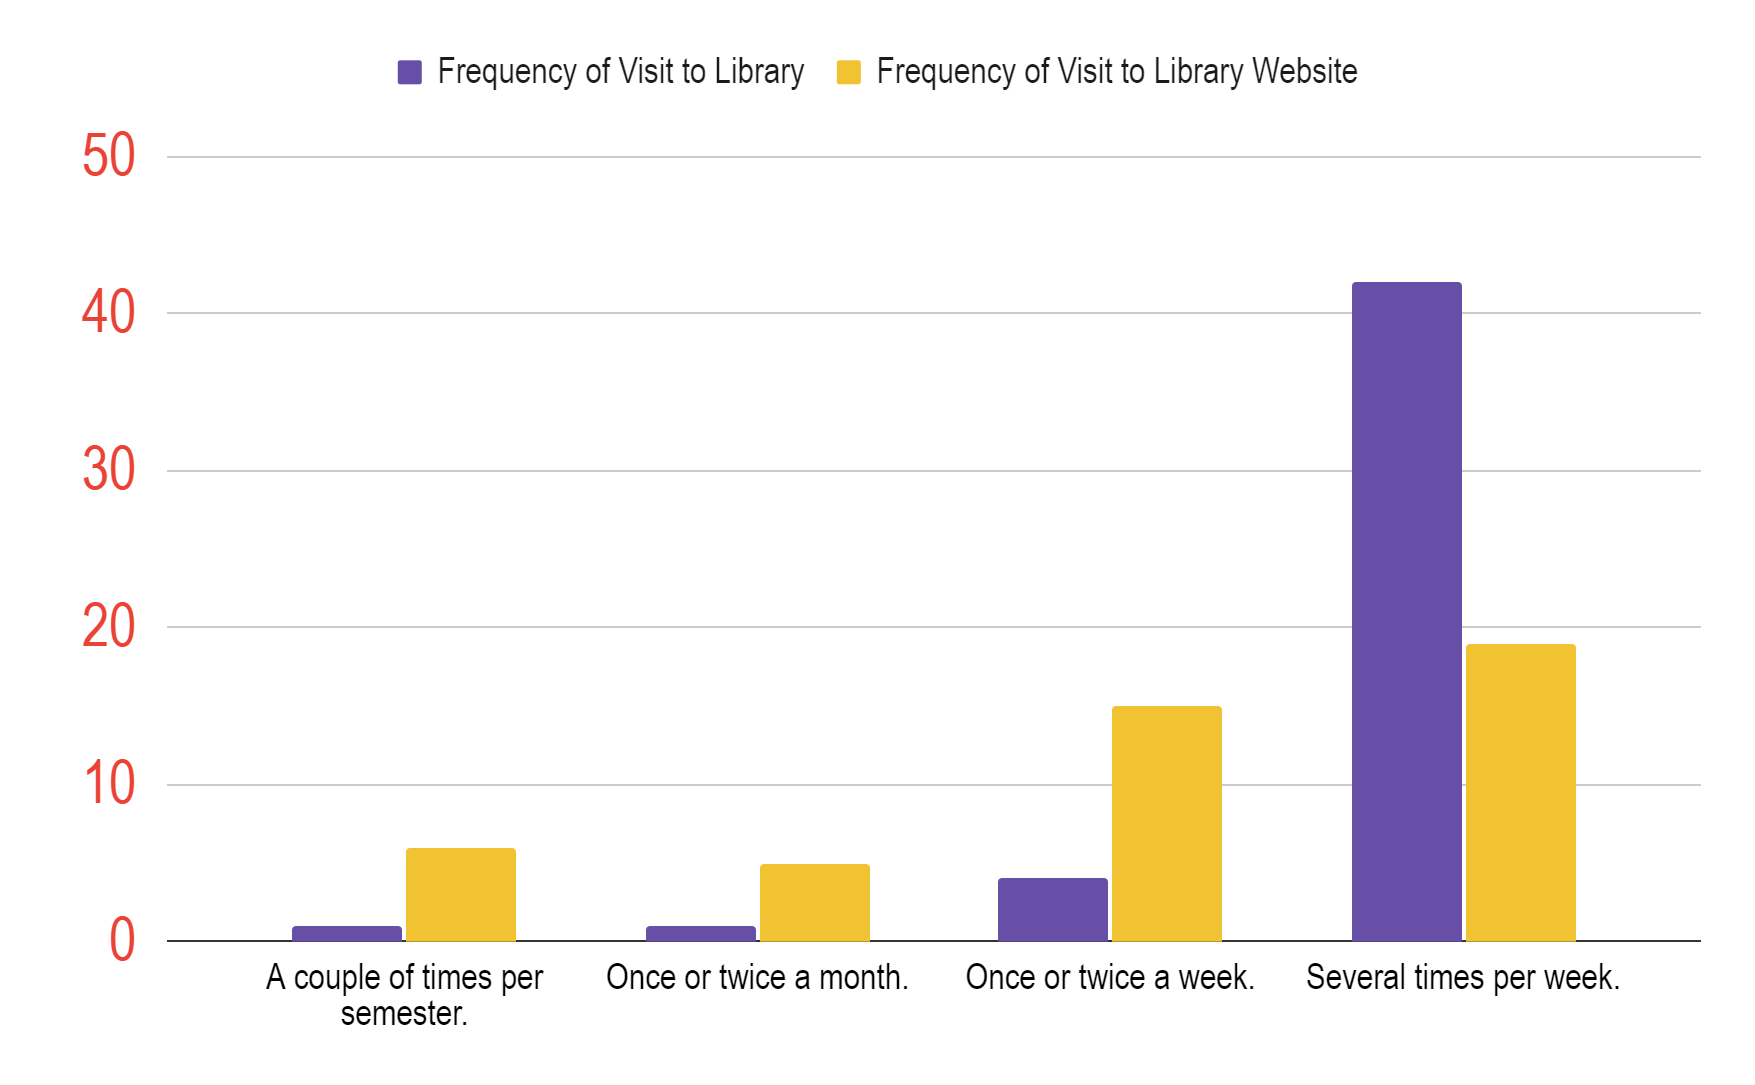 Frequency of Visit to Library Frequency of Visit to Library Website
50
40
30
20
10
0
A couple of times per
semester.
Once or twice a month.
Once or twice a week.
Several times per week.